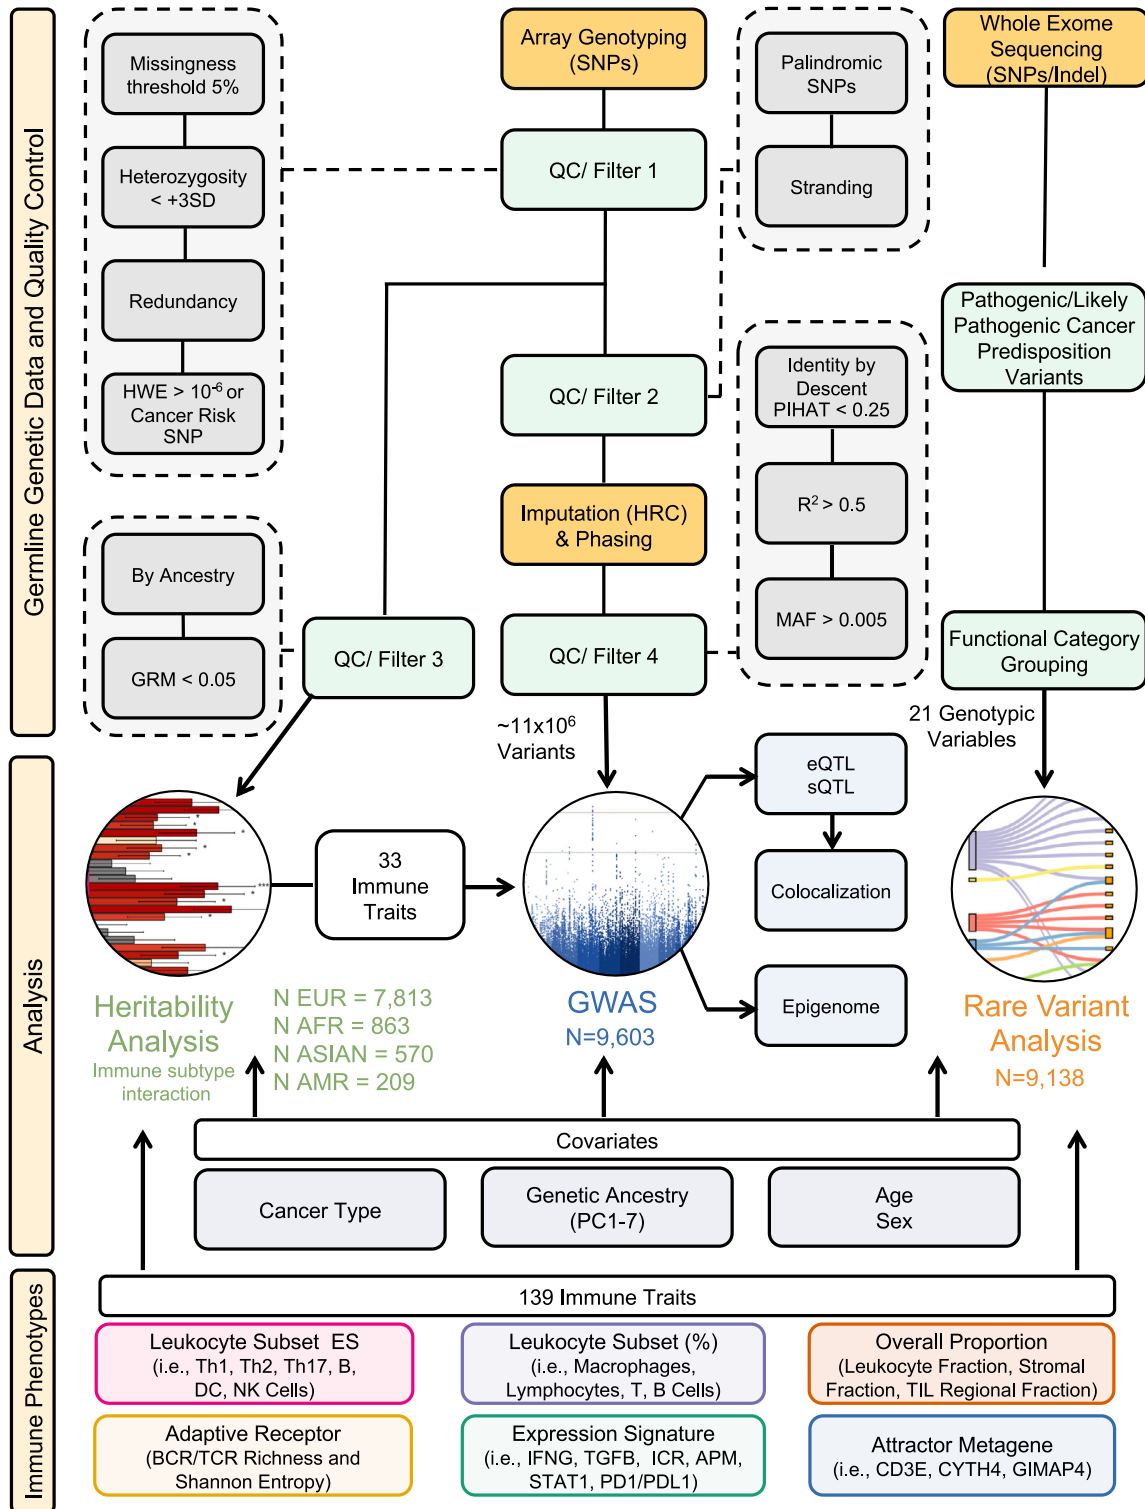 Germline Genetic Data and Quality Control
Missingness
threshold 5%
Heterozygosity
< +3SD
Redundancy
HWE > 10⁻⁶ or
Cancer Risk
SNP
Array Genotyping
(SNPs)
QC/ Filter 1
Palindromic
SNPs
Stranding
Whole Exome
Sequencing
(SNPs/Indel)
QC/ Filter 2
Identity by
Descent
PIHAT < 0.25
R² > 0.5
MAF > 0.005
Pathogenic/Likely
Pathogenic Cancer
Predisposition
Variants
Imputation (HRC)
& Phasing
By Ancestry
GRM < 0.05
QC/ Filter 3
QC/ Filter 4
Functional Category
Grouping
~11x10⁶
Variants
21 Genotypic
Variables
Analysis
33
Immune
Traits
eQTL
sQTL
Colocalization
Epigenome
Heritability
Analysis
Immune subtype
interaction
N EUR = 7,813
N AFR = 863
N ASIAN = 570
N AMR = 209
GWAS
N=9,603
Rare Variant
Analysis
N=9,138
Covariates
Cancer Type
Genetic Ancestry
(PC1-7)
Age
Sex
Immune Phenotypes
139 Immune Traits
Leukocyte Subset ES
(i.e., Th1, Th2, Th17, B,
DC, NK Cells)
Leukocyte Subset (%)
(i.e., Macrophages,
Lymphocytes, T, B Cells)
Overall Proportion
(Leukocyte Fraction, Stromal
Fraction, TIL Regional Fraction)
Adaptive Receptor
(BCR/TCR Richness and
Shannon Entropy)
Expression Signature
(i.e., IFNG, TGFB, ICR, APM,
STAT1, PD1/PDL1)
Attractor Metagene
(i.e., CD3E, CYTH4, GIMAP4)